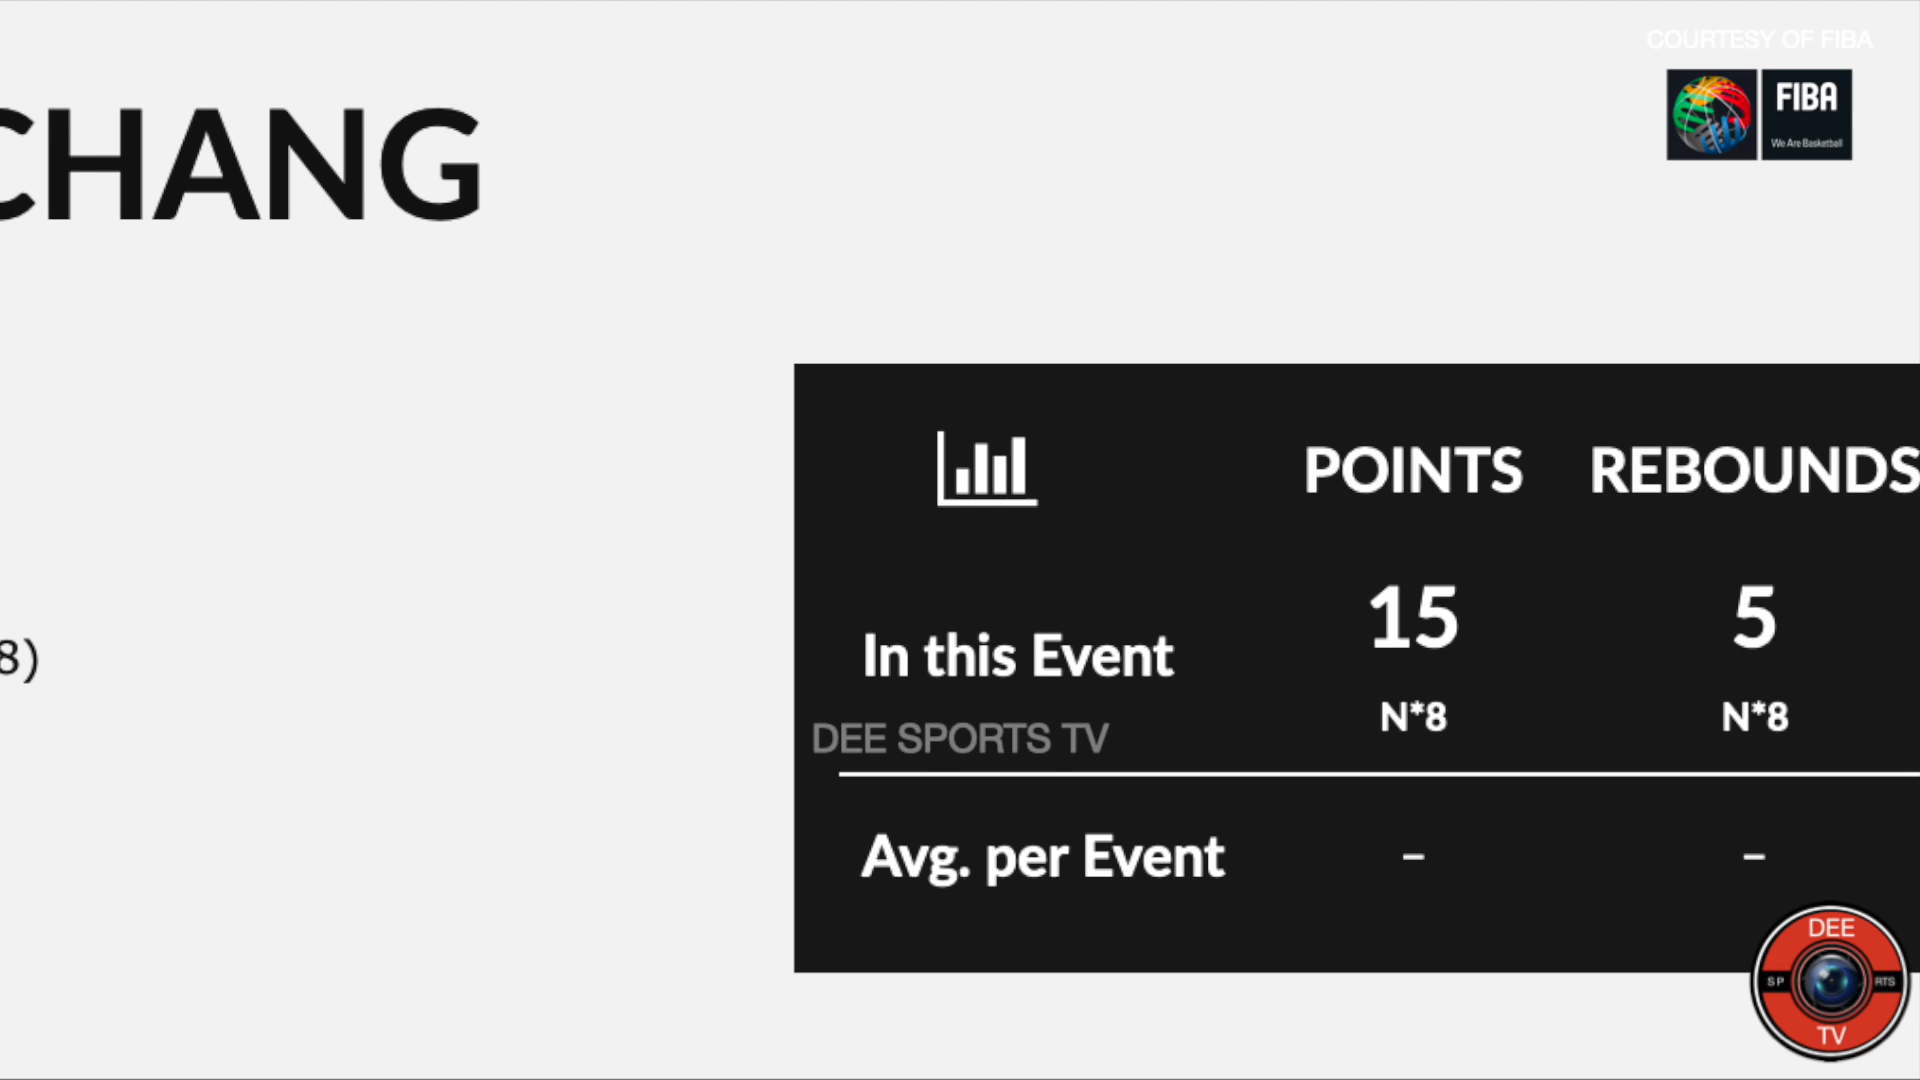 COURTESY OF FIBA
FIBA
We Are Basketball
CHANG
POINTS REBOUNDS
15 5
In this Event
N*8 N*8
8)
DEE SPORTS TV
Avg. per Event - -
DEE
SP RTS
TV